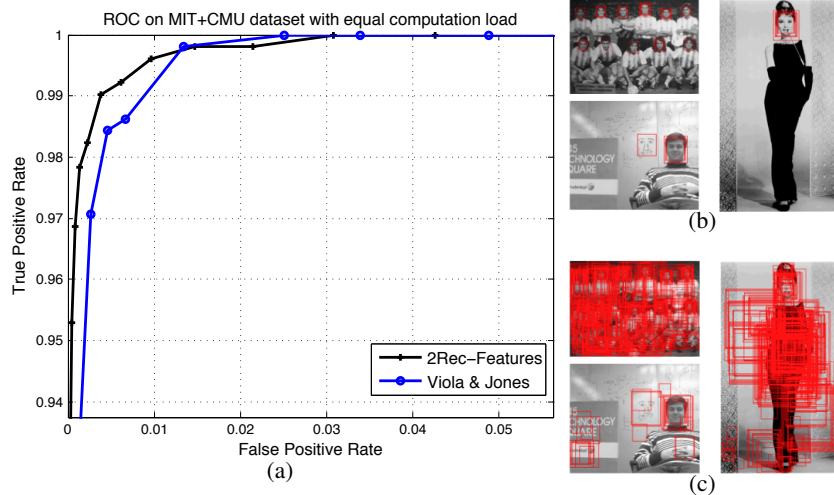 ROC on MIT+CMU dataset with equal computation load
1
0.99
0.98
0.97
0.96
0.95
0.94
True Positive Rate
0
0.01
0.02
0.03
0.04
0.05
False Positive Rate
2Rec-Features
Viola & Jones
(a)
45
TECHNOLOGY
SQUARE
(b)
TECHNOLOGY
SQUARE
(c)